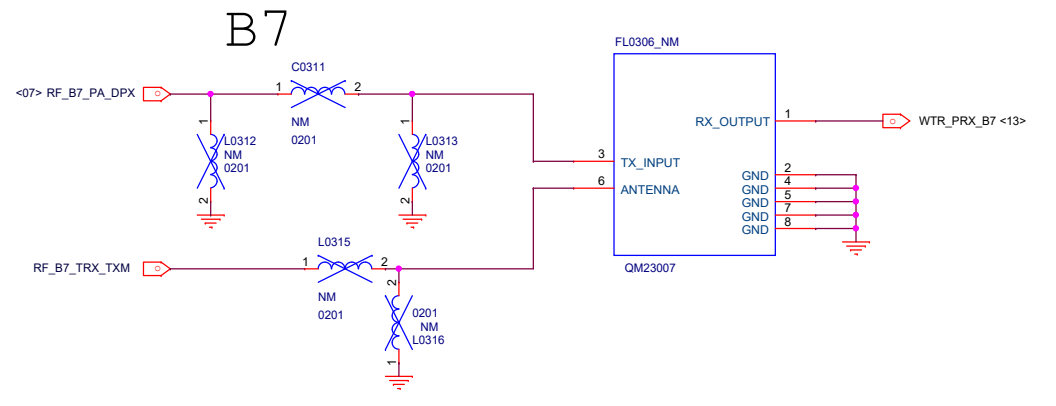 B7
FL0306_NM
C0311
<07> RF_B7_PA_DPX
1 2
NM
0201
1
L0312
NM
0201
2
1
L0313
NM
0201
2
3 TX_INPUT
6 ANTENNA
RX_OUTPUT 1
WTR_PRX_B7 <13>
GND 2
GND 4
GND 5
GND 7
GND 8
QM23007
L0315
RF_B7_TRX_TXM
1 2
NM
0201
2
0201
NM
L0316
1